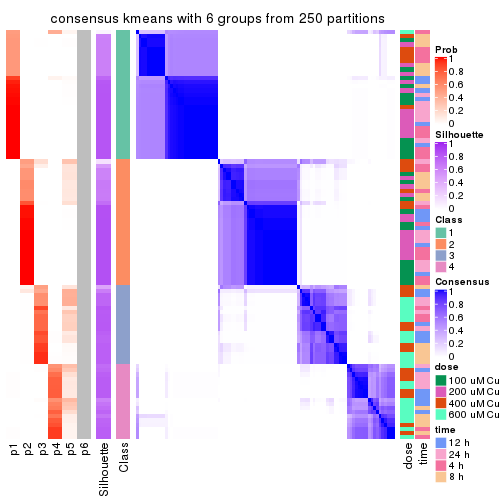 consensus kmeans with 6 groups from 250 partitions
Prob
1
0.8
0.6
0.4
0.2
0
Silhouette
1
0.8
0.6
0.4
0.2
0
Class
1
2
3
4
Consensus
1
0.8
0.6
0.4
0.2
0
dose
100 uM Cu
200 uM Cu
400 uM Cu
600 uM Cu
time
12 h
24 h
4 h
8 h
p1
p2
p3
p4
p5
p6
Silhouette
Class
dose
time